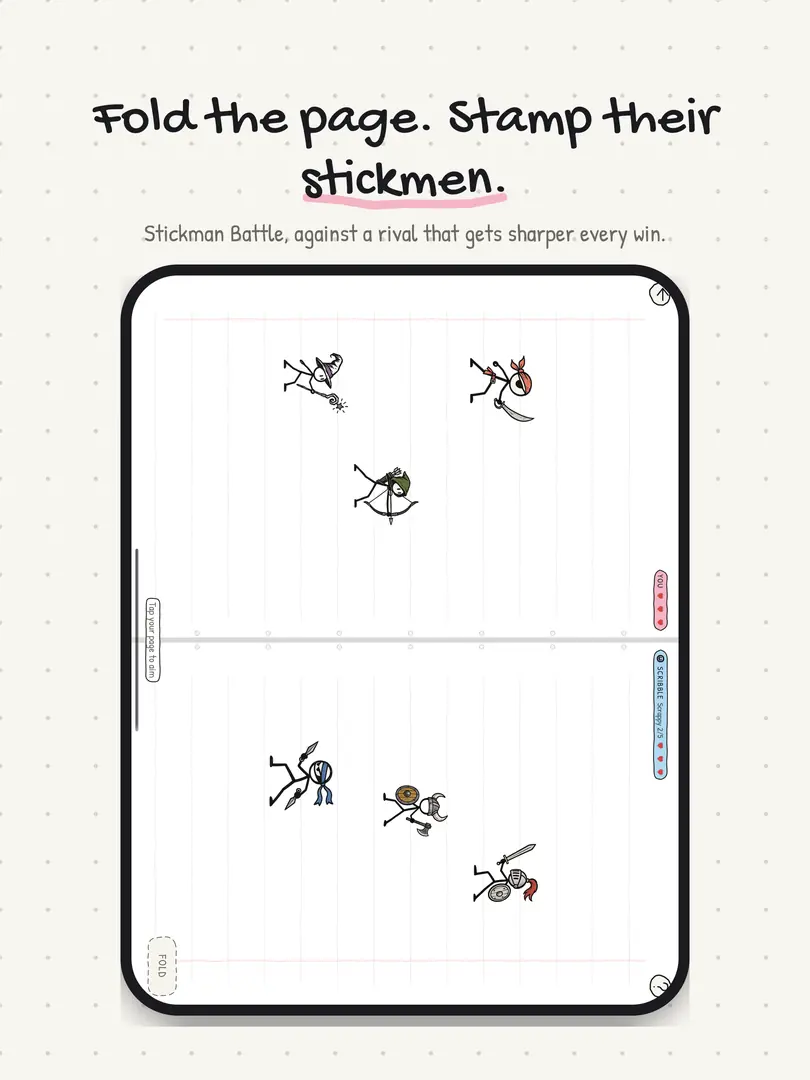 Fold the page. Stamp their
stickmen.
Stickman Battle, against a rival that gets sharper every win.
YOU
SCRIBBLE Scrappy 2/5
Tap your page to aim
FOLD
?